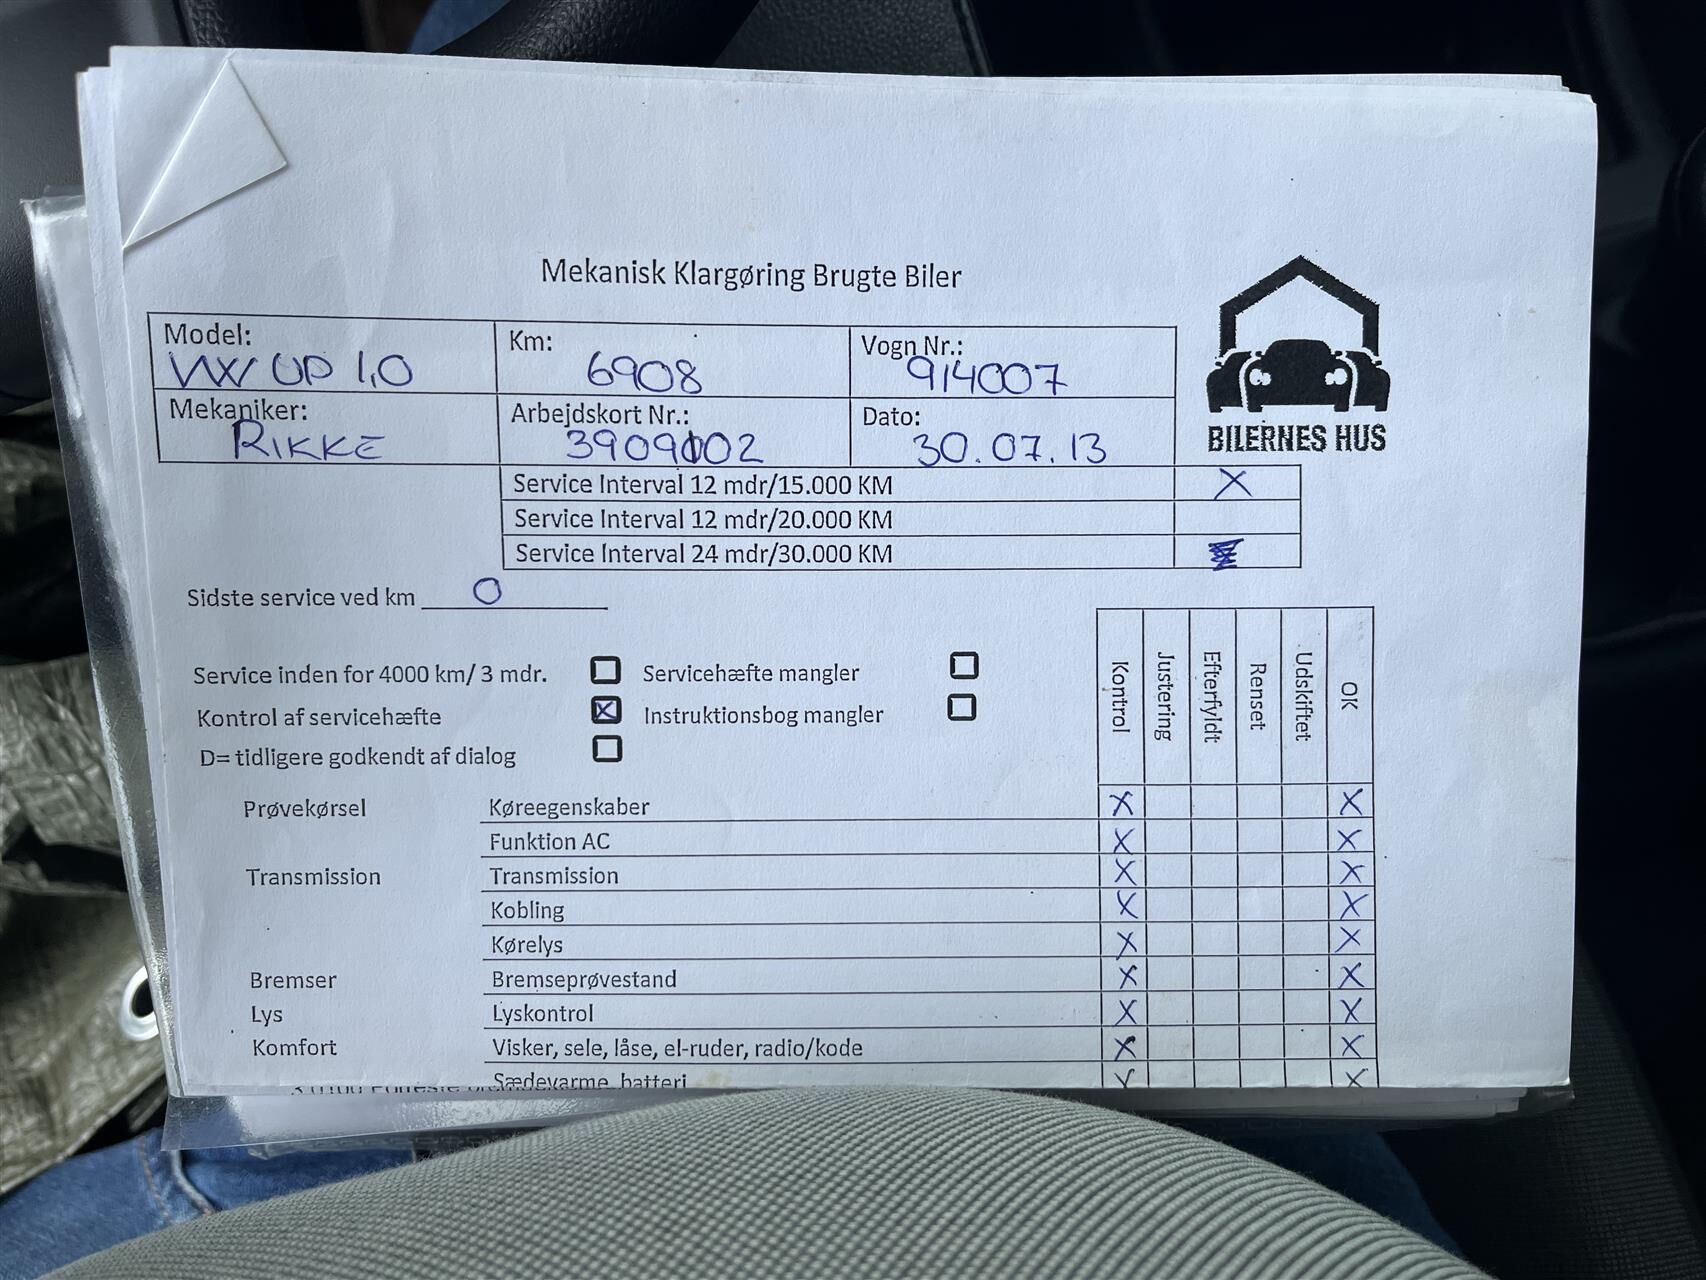 Mekanisk Klargøring Brugte Biler
BILERNES HUS
Model: Km: Vogn Nr.:
VW UP 1,0 6908 914007
Mekaniker: Arbejdskort Nr.: Dato:
RIKKE 3909002 30.07.13
Service Interval 12 mdr/15.000 KM X
Service Interval 12 mdr/20.000 KM
Service Interval 24 mdr/30.000 KM
Sidste service ved km 0
Service inden for 4000 km/ 3 mdr. Servicehæfte mangler
Kontrol af servicehæfte X Instruktionsbog mangler
D= tidligere godkendt af dialog
Kontrol Justering Efterfyldt Renset Udskiftet OK
Prøvekørsel Køreegenskaber X X
Funktion AC X X
Transmission Transmission X X
Kobling X X
Kørelys X X
Bremser Bremseprøvestand X X
Lys Lyskontrol X X
Komfort Visker, sele, låse, el-ruder, radio/kode X X
Sædevarme, batteri X X